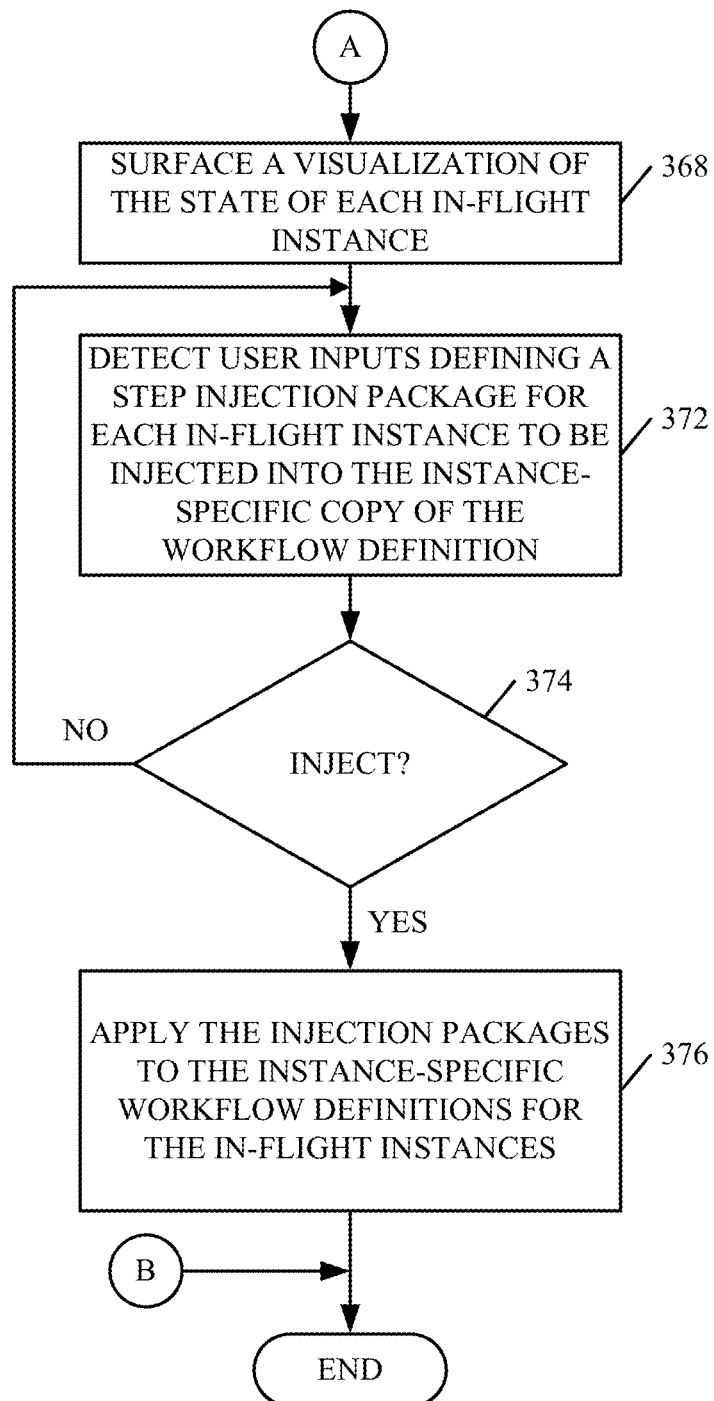 A
SURFACE A VISUALIZATION OF
THE STATE OF EACH IN-FLIGHT
INSTANCE
368
DETECT USER INPUTS DEFINING A
STEP INJECTION PACKAGE FOR
EACH IN-FLIGHT INSTANCE TO BE
INJECTED INTO THE INSTANCE-
SPECIFIC COPY OF THE
WORKFLOW DEFINITION
372
374
NO
INJECT?
YES
APPLY THE INJECTION PACKAGES
TO THE INSTANCE-SPECIFIC
WORKFLOW DEFINITIONS FOR
THE IN-FLIGHT INSTANCES
376
B
END